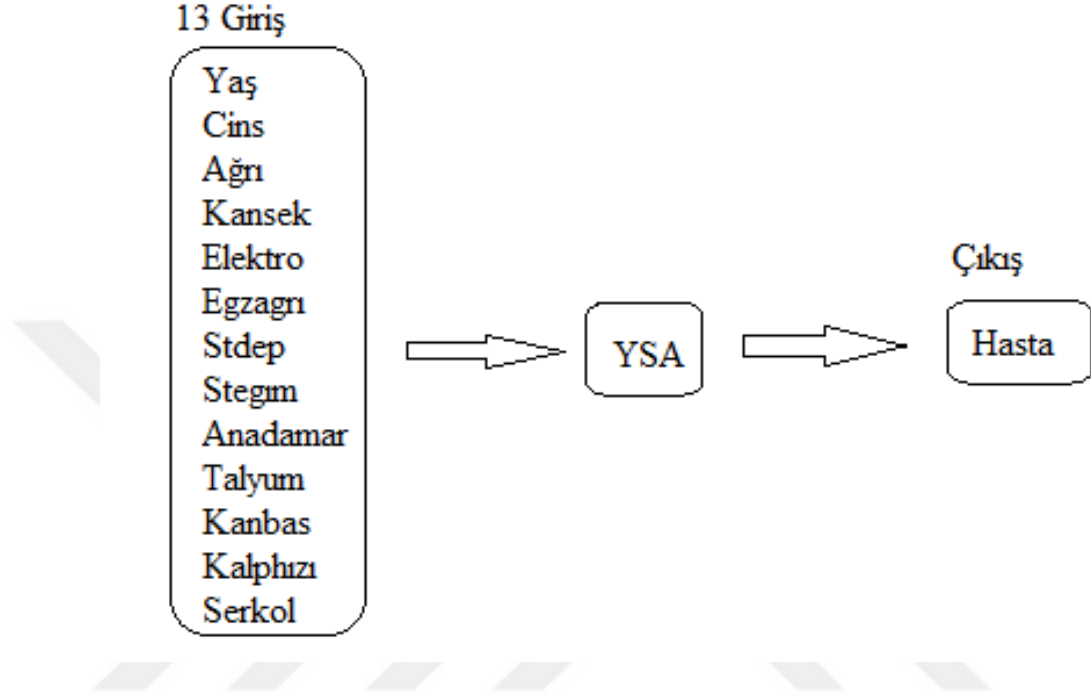 13 Giriş
Yaş
Cins
Ağrı
Kansek
Elektro
Egzagrı
Stdep
Stegım
Anadamar
Talyum
Kanbas
Kalphızı
Serkol
YSA
Çıkış
Hasta